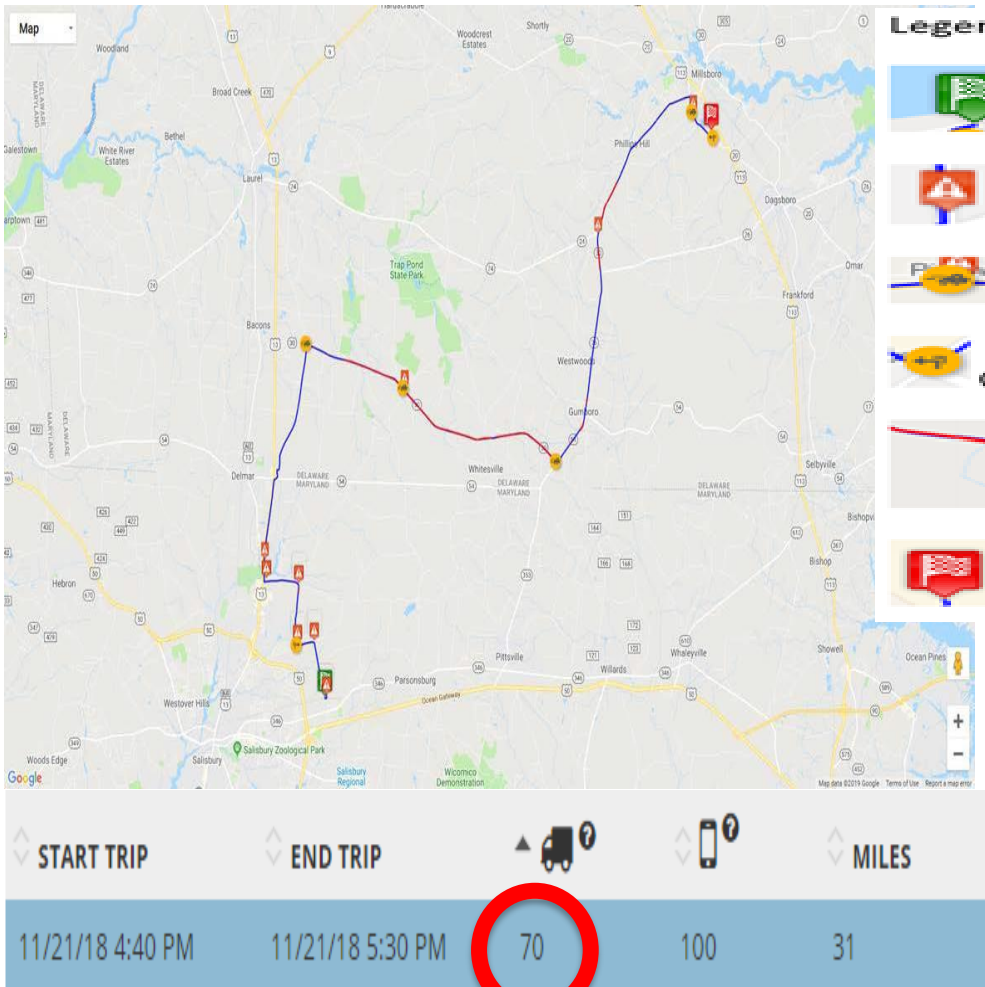 Map
Hardscrabble
Woodland
Woodcrest
Estates
Shortly
Millsboro
Broad Creek
Bethel
Galestown
White River
Estates
Laurel
Phillips Hill
Dagsboro
Omar
Trap Pond
State Park
Frankford
Bacons
Westwoods
Gumboro
DELAWARE
MARYLAND
Delmar
DELAWARE
MARYLAND
Whitesville
DELAWARE
MARYLAND
DELAWARE
MARYLAND
Selbyville
Bishop
Hebron
Pittsville
Willards
Whaleyville
Showell
Ocean Pines
Parsonsburg
Ocean Gateway
Westover Hills
Salisbury
Salisbury Zoological Park
Woods Edge
Salisbury
Regional
Wicomico
Demonstration
Google
Map data ©2019 Google Terms of Use Report a map error
Legen
START TRIP END TRIP MILES
11/21/18 4:40 PM 11/21/18 5:30 PM 70 100 31